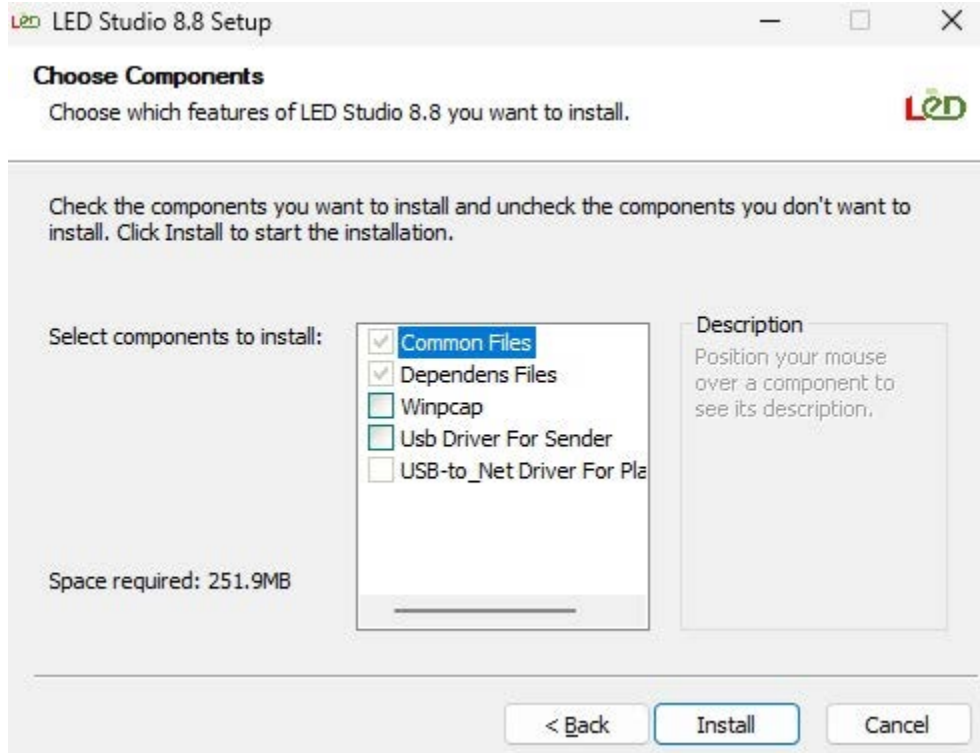 LED LED Studio 8.8 Setup
Choose Components
Choose which features of LED Studio 8.8 you want to install.
LED
Check the components you want to install and uncheck the components you don't want to
install. Click Install to start the installation.
Select components to install:
Common Files
Dependens Files
Winpcap
Usb Driver For Sender
USB-to_Net Driver For Pla
Description
Position your mouse
over a component to
see its description.
Space required: 251.9MB
< Back
Install
Cancel